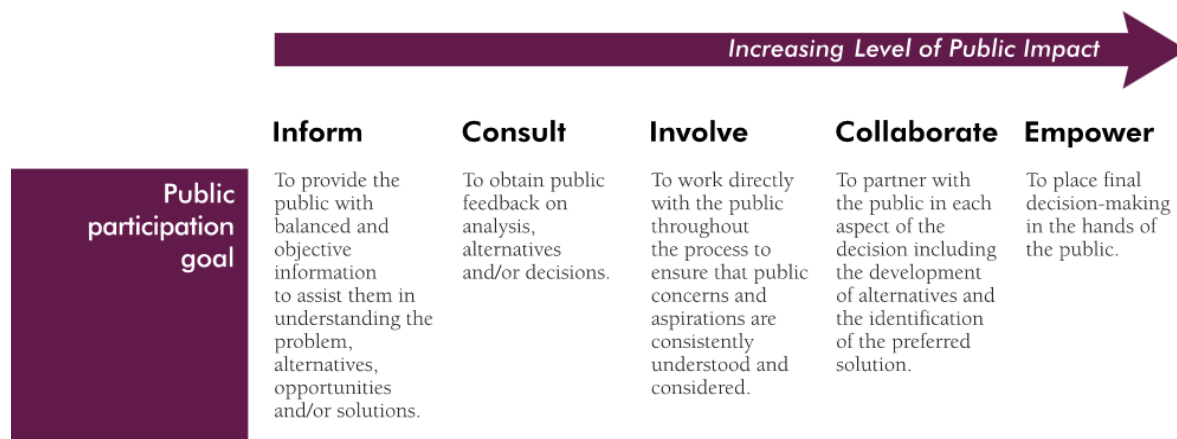 Increasing Level of Public Impact
Inform
Consult
Involve
Collaborate
Empower
Public
participation
goal
To provide the
public with
balanced and
objective
information
to assist them in
understanding the
problem,
alternatives,
opportunities
and/or solutions.
To obtain public
feedback on
analysis,
alternatives
and/or decisions.
To work directly
with the public
throughout
the process to
ensure that public
concerns and
aspirations are
consistently
understood and
considered.
To partner with
the public in each
aspect of the
decision including
the development
of alternatives and
the identification
of the preferred
solution.
To place final
decision-making
in the hands of
the public.